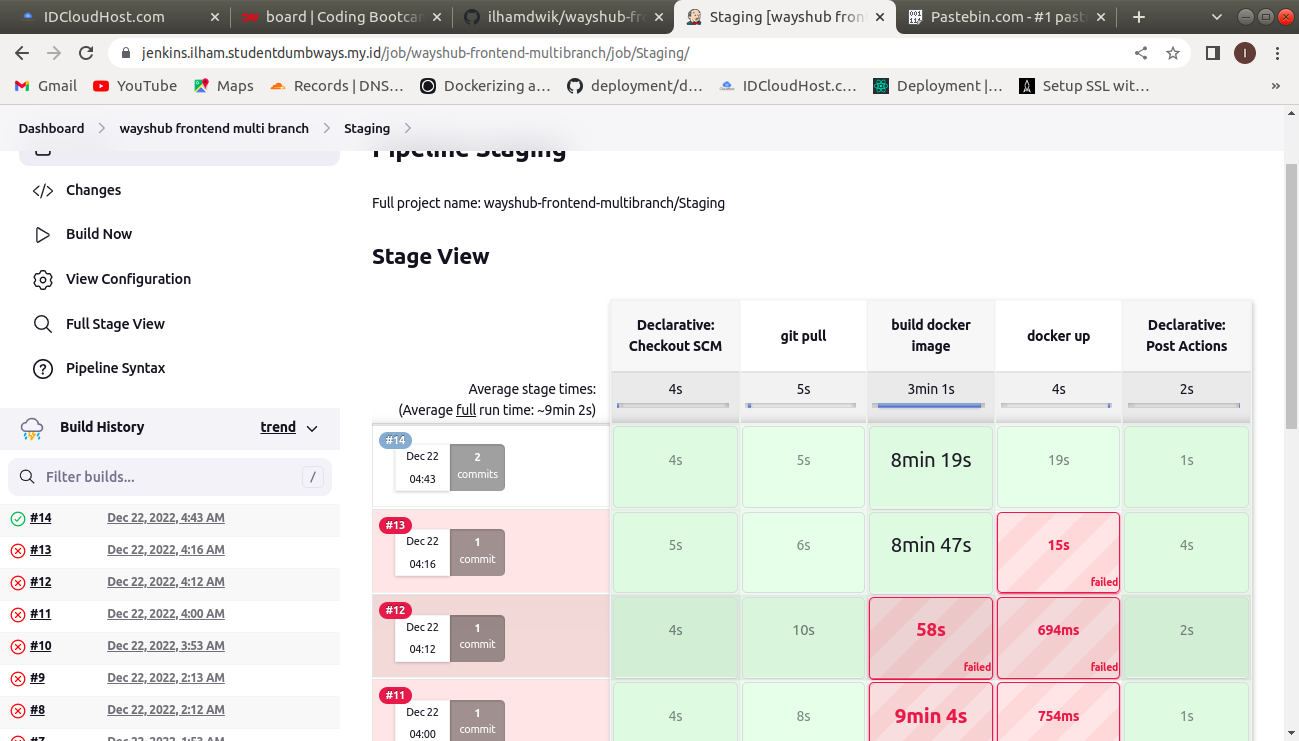 IDCloudHost.com
board | Coding Bootcam
ilhamdwik/wayshub-fro
Staging [wayshub fron
Pastebin.com - #1 past
jenkins.ilham.studentdumbways.my.id/job/wayshub-frontend-multibranch/job/Staging/
I
Gmail
YouTube
Maps
Records | DNS…
Dockerizing a…
deployment/d…
IDCloudHost.c…
Deployment |…
Setup SSL wit…
»
Dashboard
wayshub frontend multi branch
Staging
Pipeline Staging
Changes
Build Now
View Configuration
Full Stage View
Pipeline Syntax
Build History
trend
Filter builds...
/
#14 Dec 22, 2022, 4:43 AM
#13 Dec 22, 2022, 4:16 AM
#12 Dec 22, 2022, 4:12 AM
#11 Dec 22, 2022, 4:00 AM
#10 Dec 22, 2022, 3:53 AM
#9 Dec 22, 2022, 2:13 AM
#8 Dec 22, 2022, 2:12 AM
#7 Dec 22, 2022, 1:53 AM
Full project name: wayshub-frontend-multibranch/Staging
Stage View
Declarative:
Checkout SCM
git pull
build docker
image
docker up
Declarative:
Post Actions
Average stage times:
(Average full run time: ~9min 2s)
4s
5s
3min 1s
4s
2s
#14
Dec 22
04:43
2
commits
4s
5s
8min 19s
19s
1s
#13
Dec 22
04:16
1
commit
5s
6s
8min 47s
15s
failed
4s
#12
Dec 22
04:12
1
commit
4s
10s
58s
failed
694ms
failed
2s
#11
Dec 22
04:00
1
commit
4s
8s
9min 4s
754ms
1s